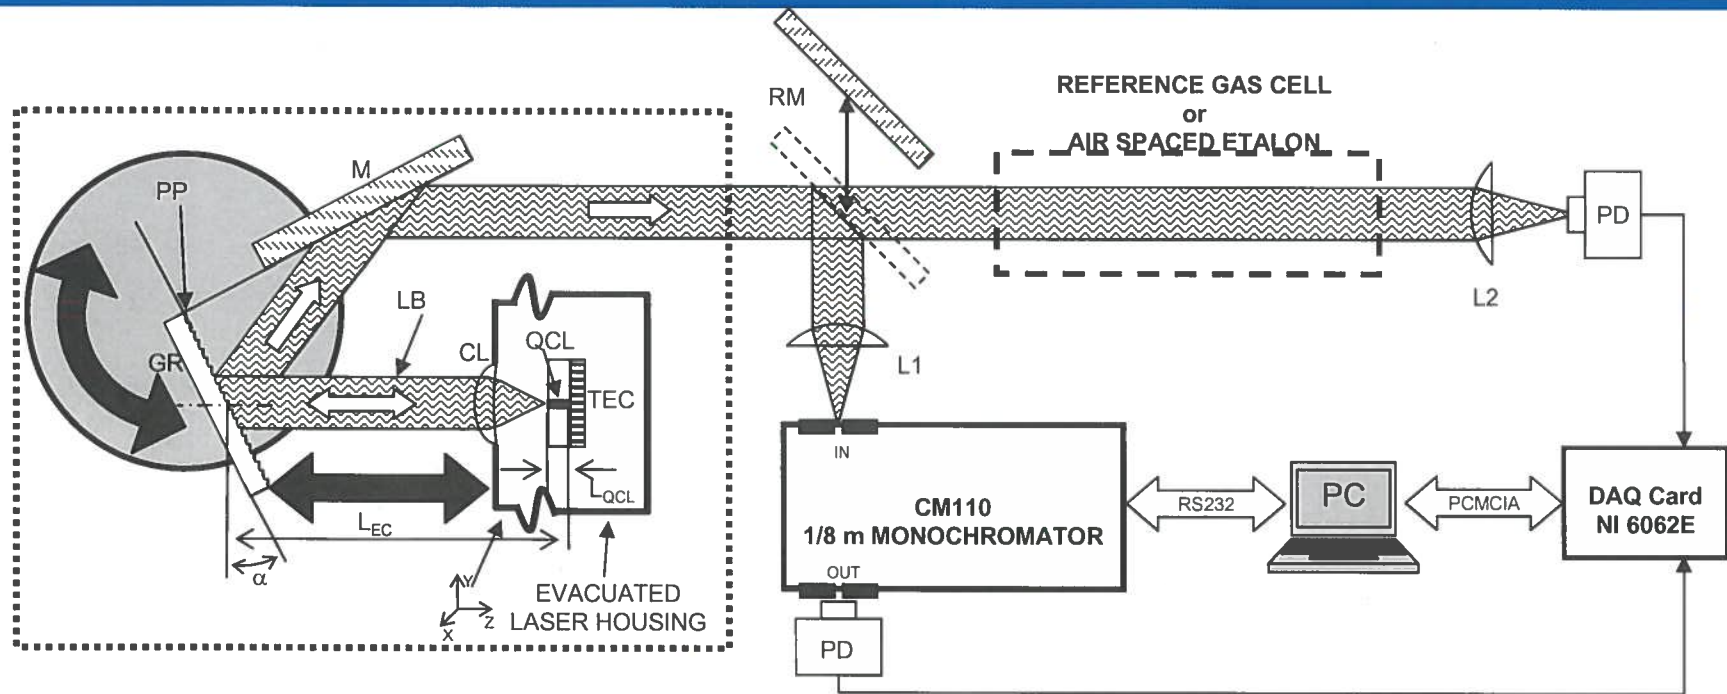 RM
REFERENCE GAS CELL
or
AIR SPACED ETALON
M
PP
PD
LB
L2
GR
CL
QCL
L1
TEC
IN
LQCL
PC
RS232
PCMCIA
DAQ Card
NI 6062E
CM110
1/8 m MONOCHROMATOR
LEC
α
OUT
Y
EVACUATED
X
Z
LASER HOUSING
PD